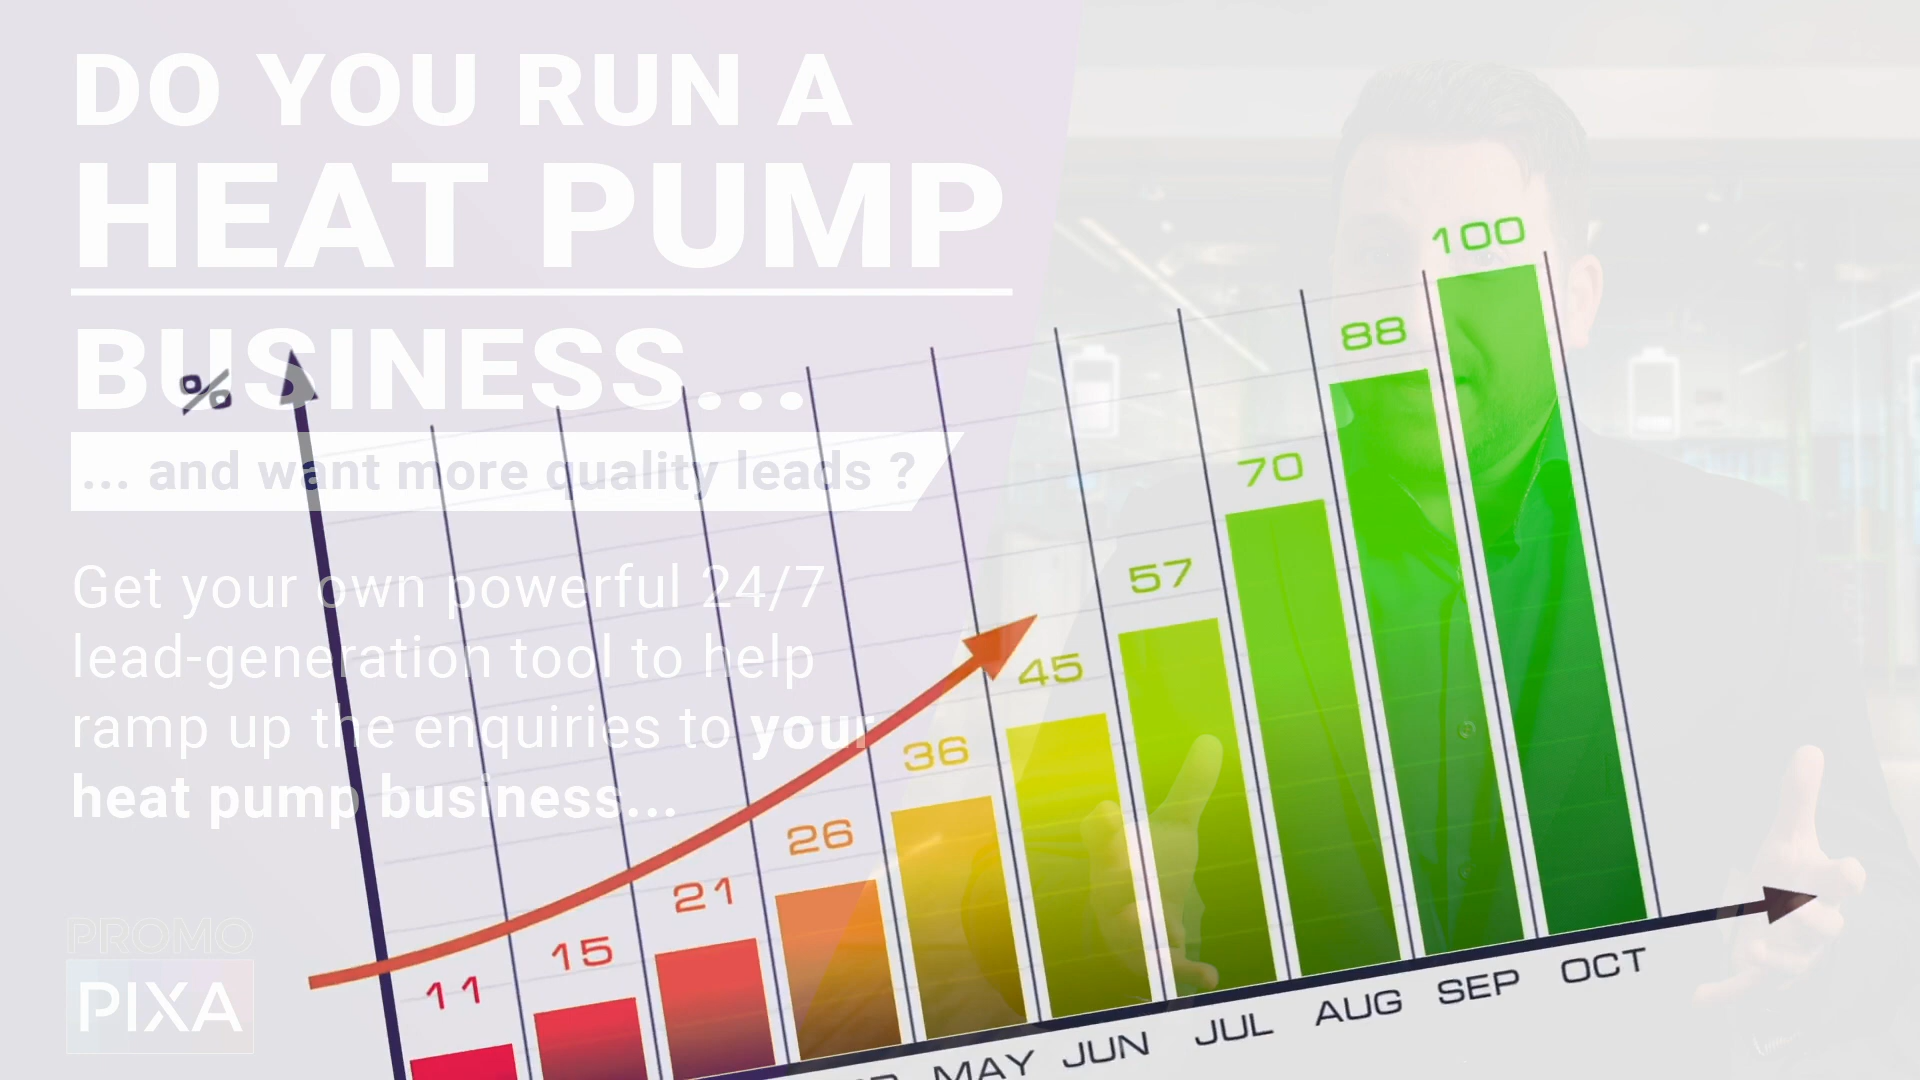 DO YOU RUN A
HEAT PUMP
BUSINESS...
... and want more quality leads ?
Get your own powerful 24/7
lead-generation tool to help
ramp up the enquiries to your
heat pump business...
PROMO
PIXA
%
11
15
21
26
36
45
57
70
88
100
MAY
JUN
JUL
AUG
SEP
OCT